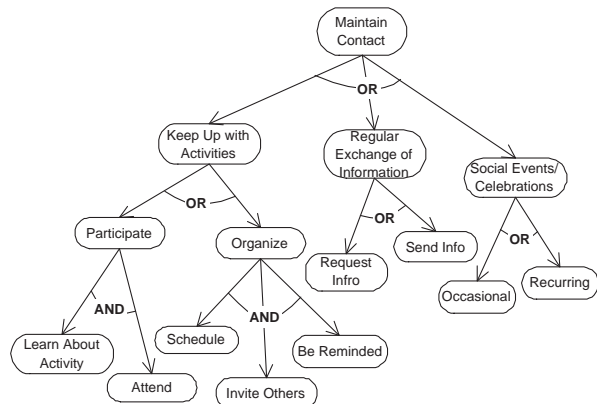 Maintain
Contact
OR
Keep Up with
Activities
Regular
Exchange of
Information
Social Events/
Celebrations
OR
OR
OR
Participate
Organize
Send Info
Request
Infro
Occasional
Recurring
AND
AND
Learn About
Activity
Schedule
Be Reminded
Attend
Invite Others